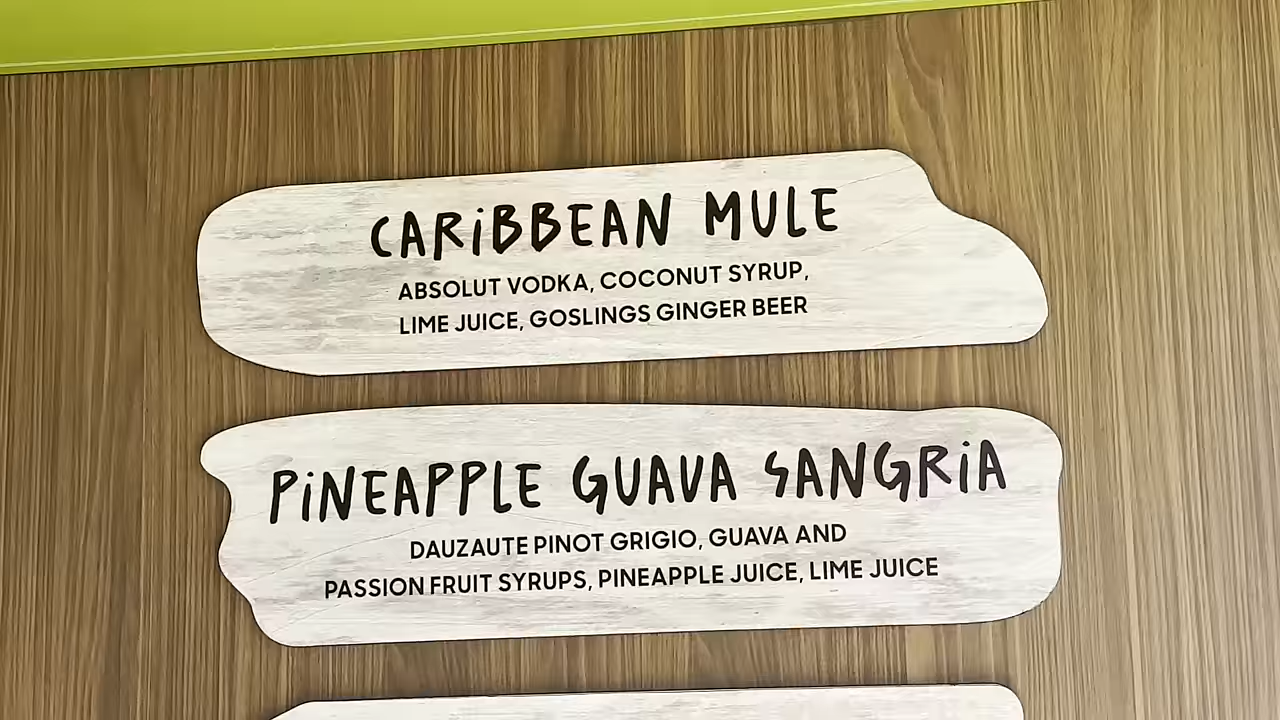 CARiBBEAN MULE
ABSOLUT VODKA, COCONUT SYRUP,
LIME JUICE, GOSLINGS GINGER BEER
PiNEAPPLE GUAVA SANGRiA
DAUZAUTE PINOT GRIGIO, GUAVA AND
PASSION FRUIT SYRUPS, PINEAPPLE JUICE, LIME JUICE